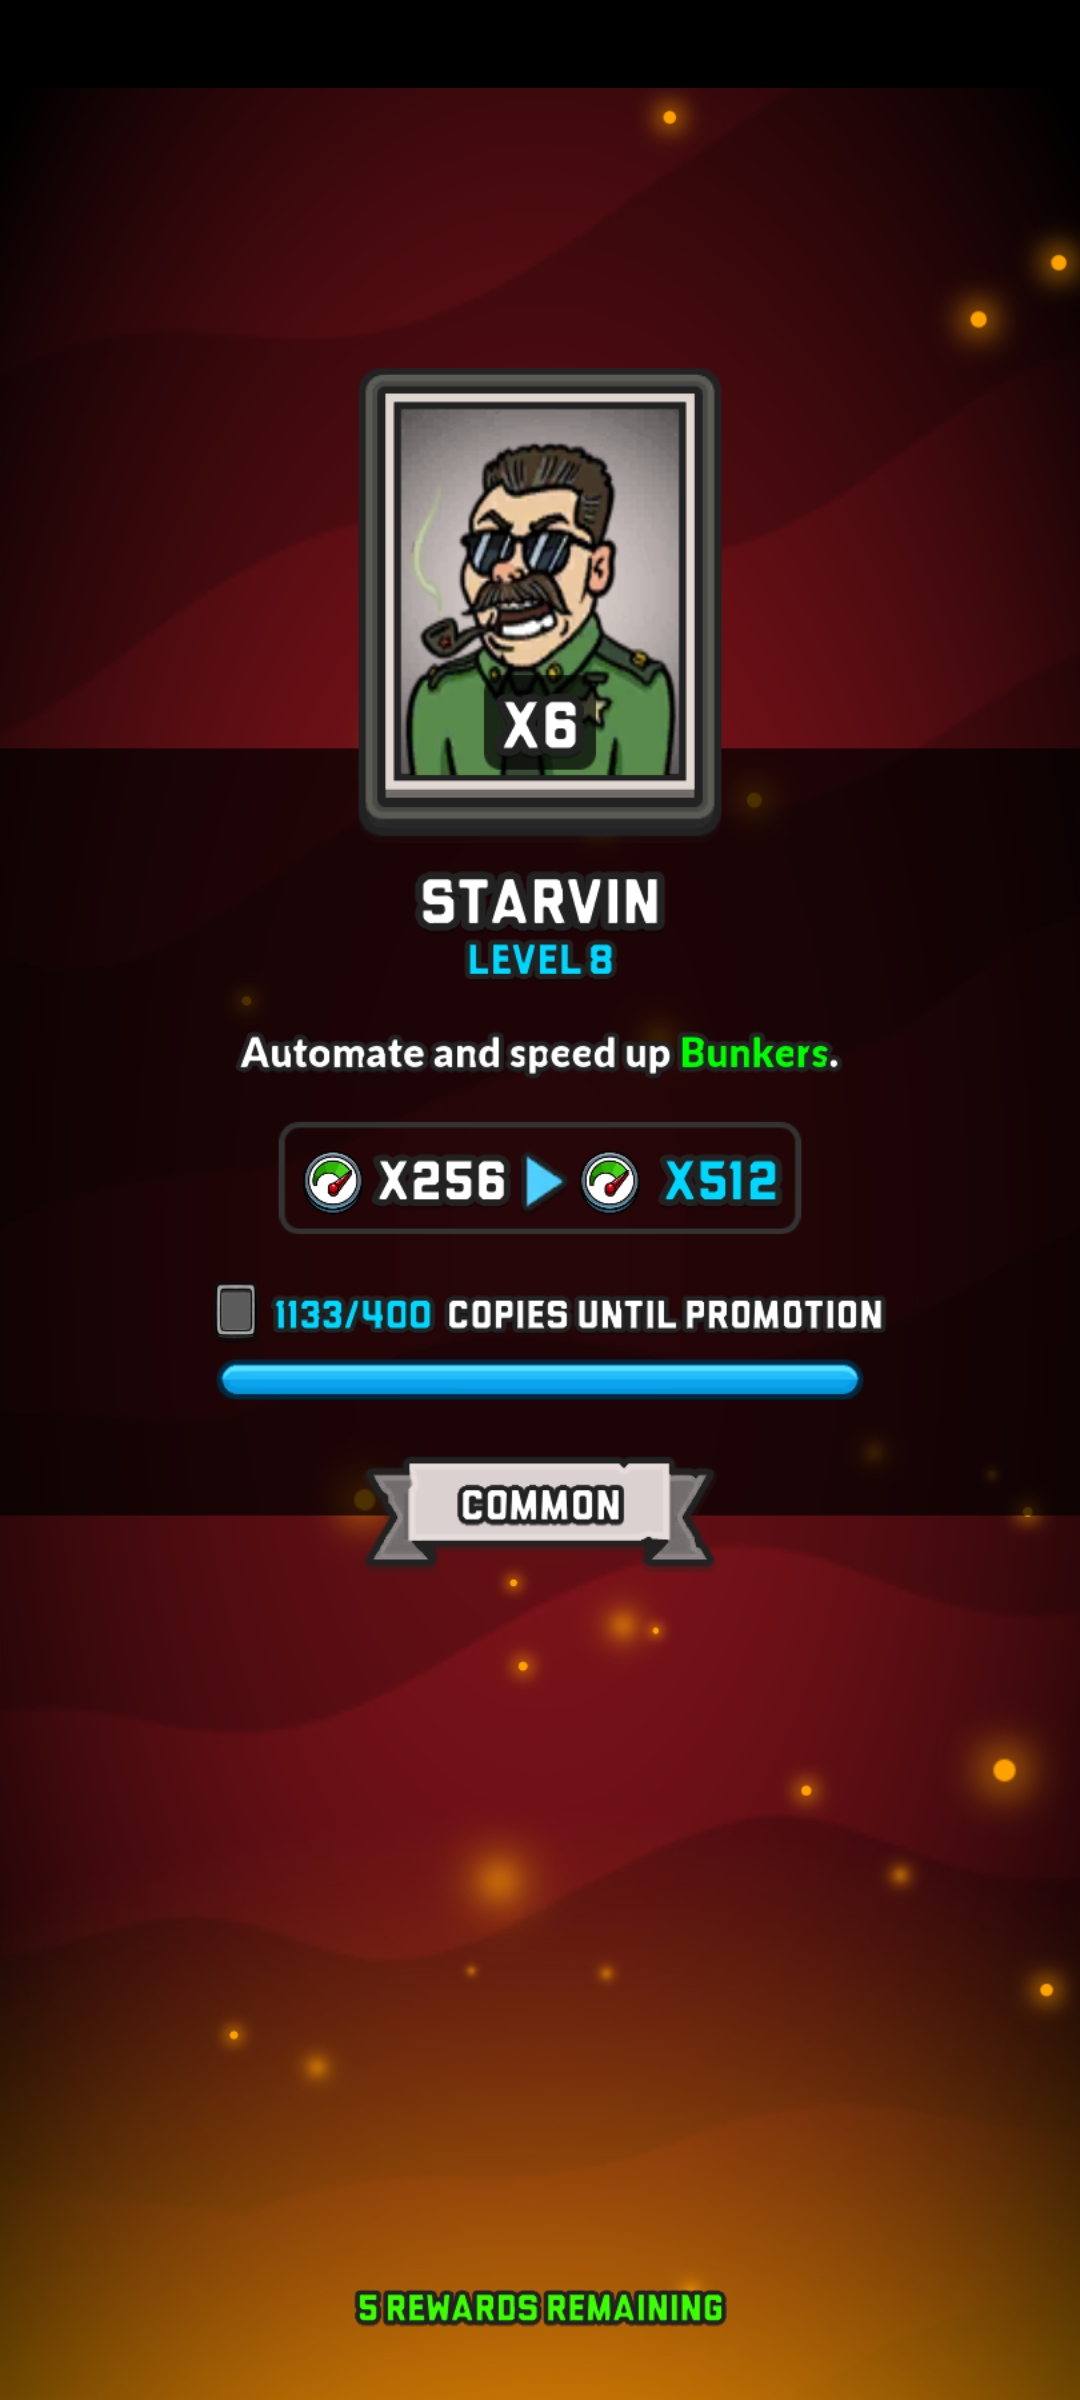 X6
STARVIN
LEVEL 8
Automate and speed up Bunkers.
X256 X512
1133/400 COPIES UNTIL PROMOTION
COMMON
5 REWARDS REMAINING